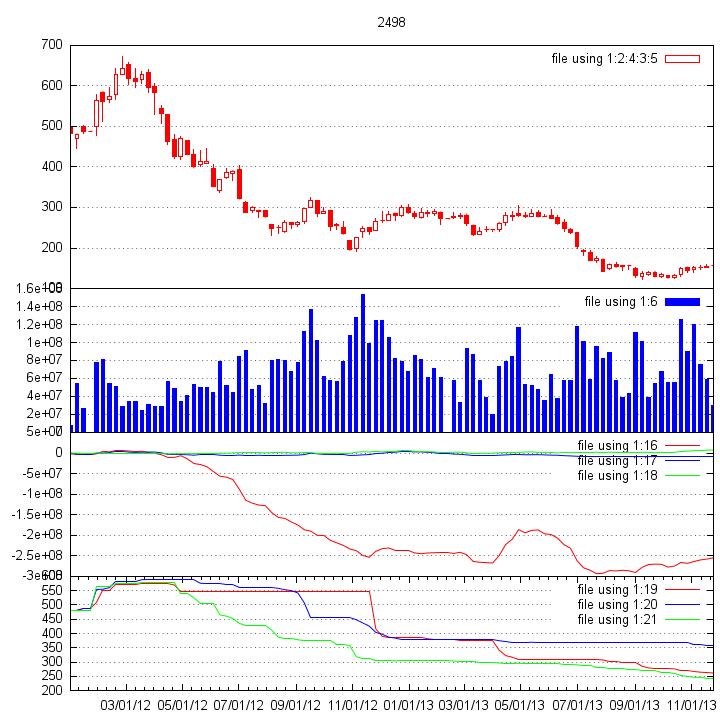 2498
700
file using 1:2:4:3:5
600
500
400
300
200
1.6e+08
file using 1:6
1.4e+08
1.2e+08
1e+08
8e+07
6e+07
4e+07
2e+07
5e+07
file using 1:16
0
file using 1:17
-5e+07
file using 1:18
-1e+08
-1.5e+08
-2e+08
-2.5e+08
-3e+08
550
file using 1:19
500
file using 1:20
450
file using 1:21
400
350
300
250
200
03/01/12 05/01/12 07/01/12 09/01/12 11/01/12 01/01/13 03/01/13 05/01/13 07/01/13 09/01/13 11/01/13